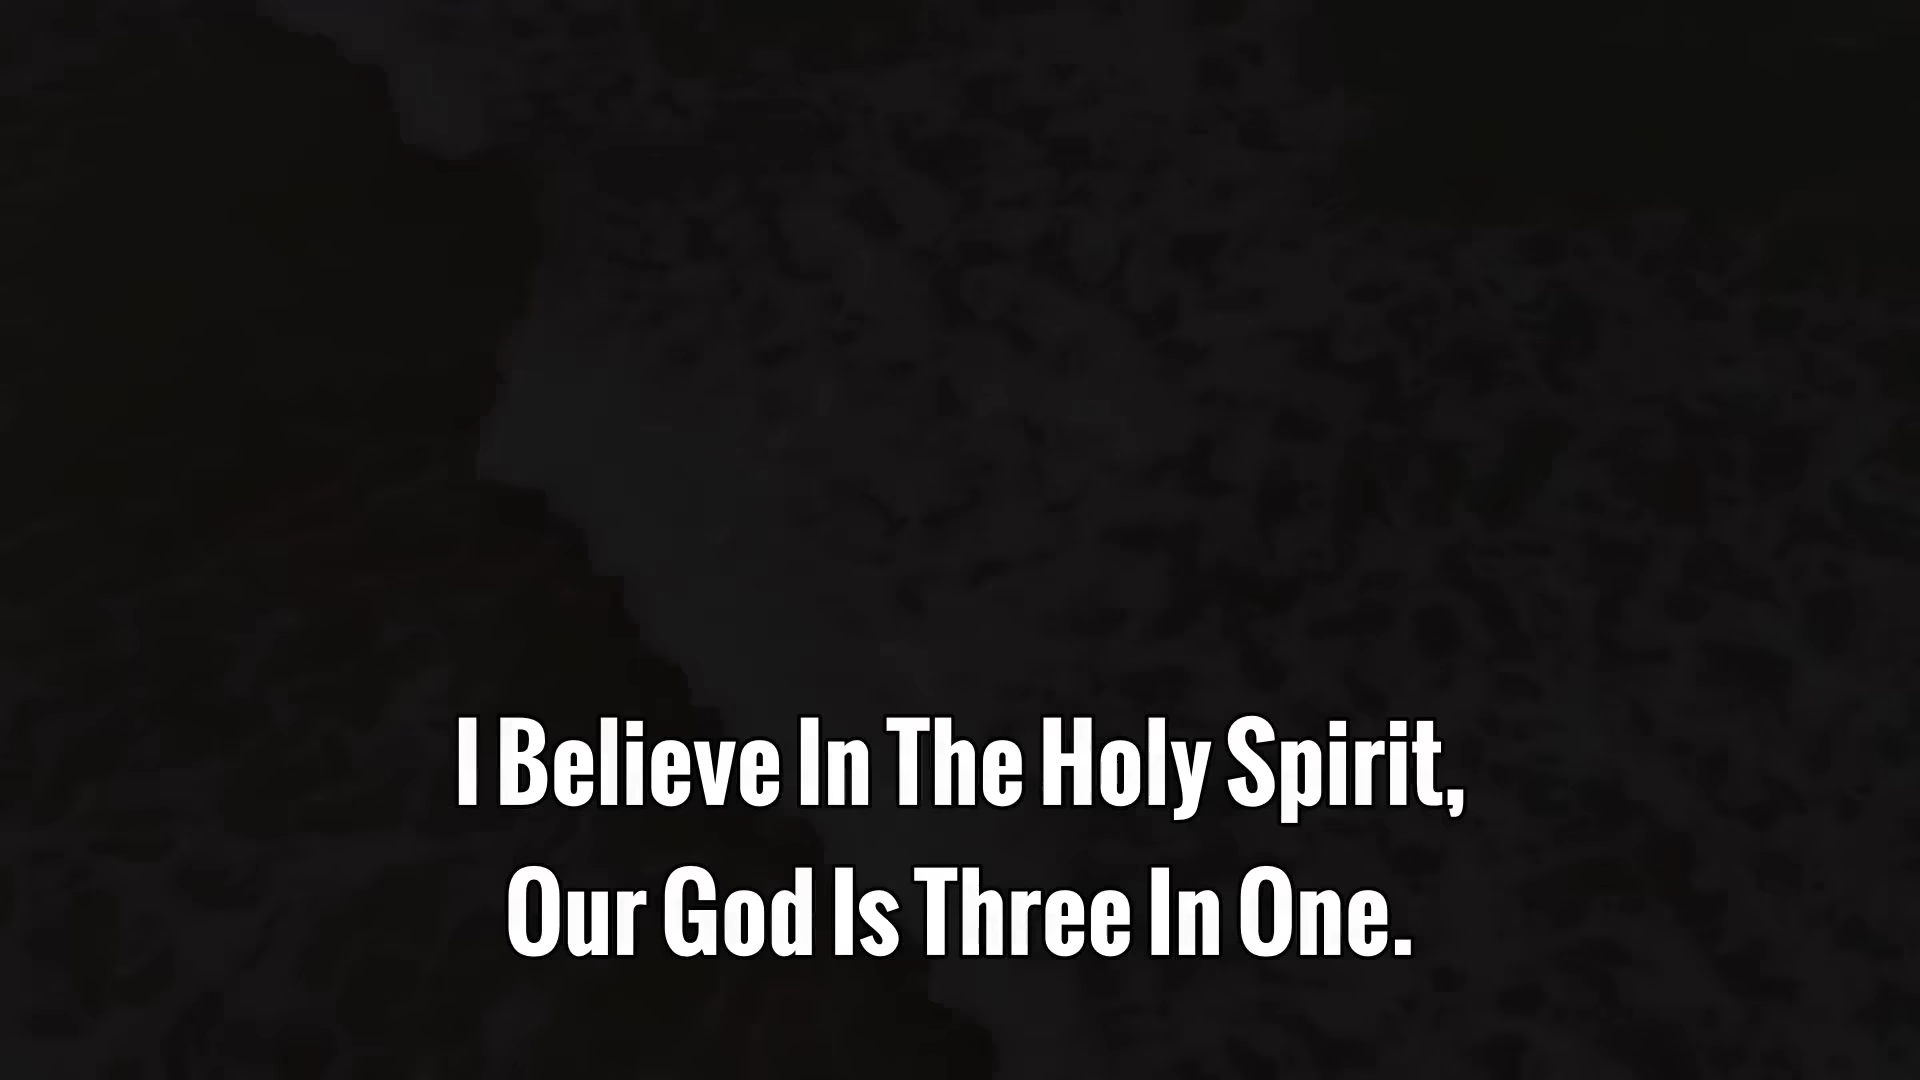 I Believe In The Holy Spirit,
Our God Is Three In One.